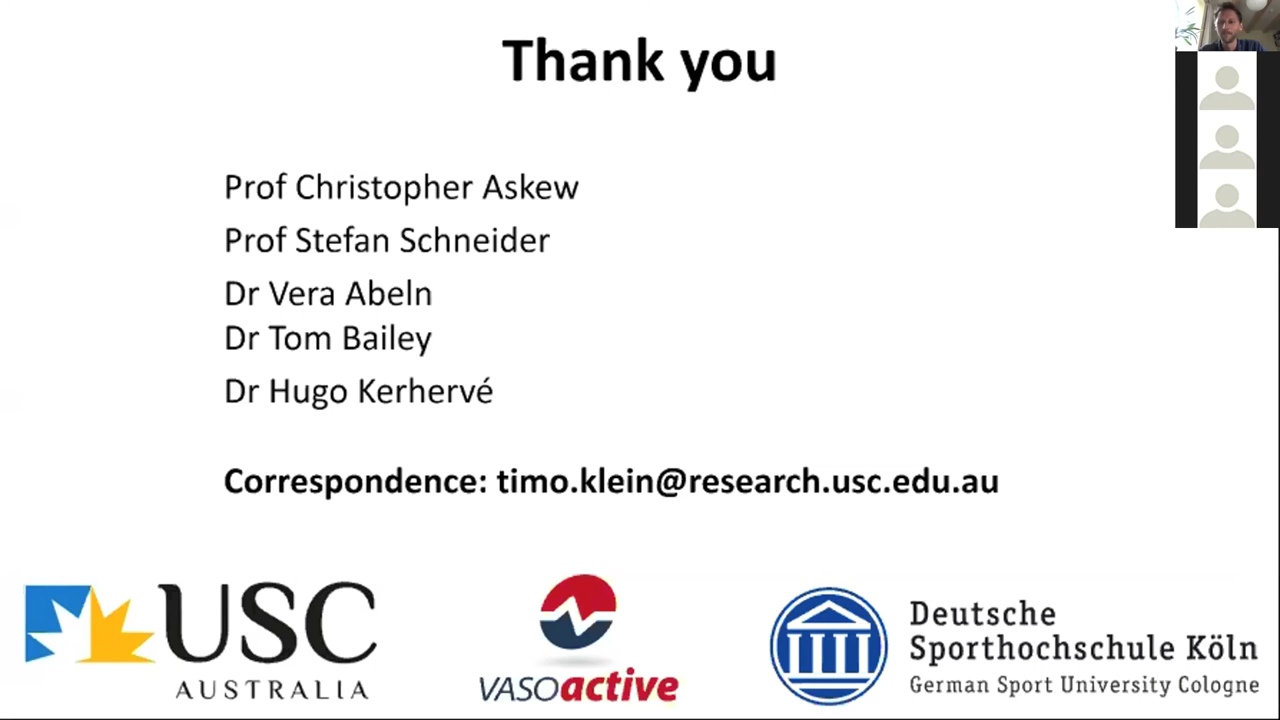 Thank you
Prof Christopher Askew
Prof Stefan Schneider
Dr Vera Abeln
Dr Tom Bailey
Dr Hugo Kerhervé
Correspondence: timo.klein@research.usc.edu.au
USC
AUSTRALIA
VASOactive
Deutsche
Sporthochschule Köln
German Sport University Cologne